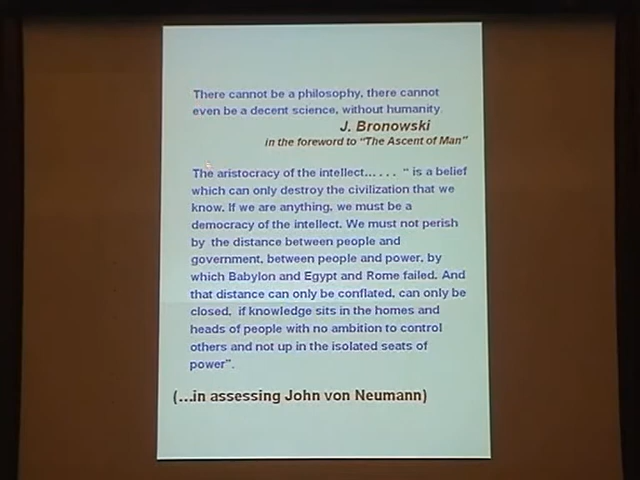 There cannot be a philosophy, there cannot
even be a decent science, without humanity.
J. Bronowski
in the foreword to "The Ascent of Man"
The aristocracy of the intellect... . . . " is a belief
which can only destroy the civilization that we
know. If we are anything, we must be a
democracy of the intellect. We must not perish
by the distance between people and
government, between people and power, by
which Babylon and Egypt and Rome failed. And
that distance can only be conflated, can only be
closed, if knowledge sits in the homes and
heads of people with no ambition to control
others and not up in the isolated seats of
power".
(...in assessing John von Neumann)